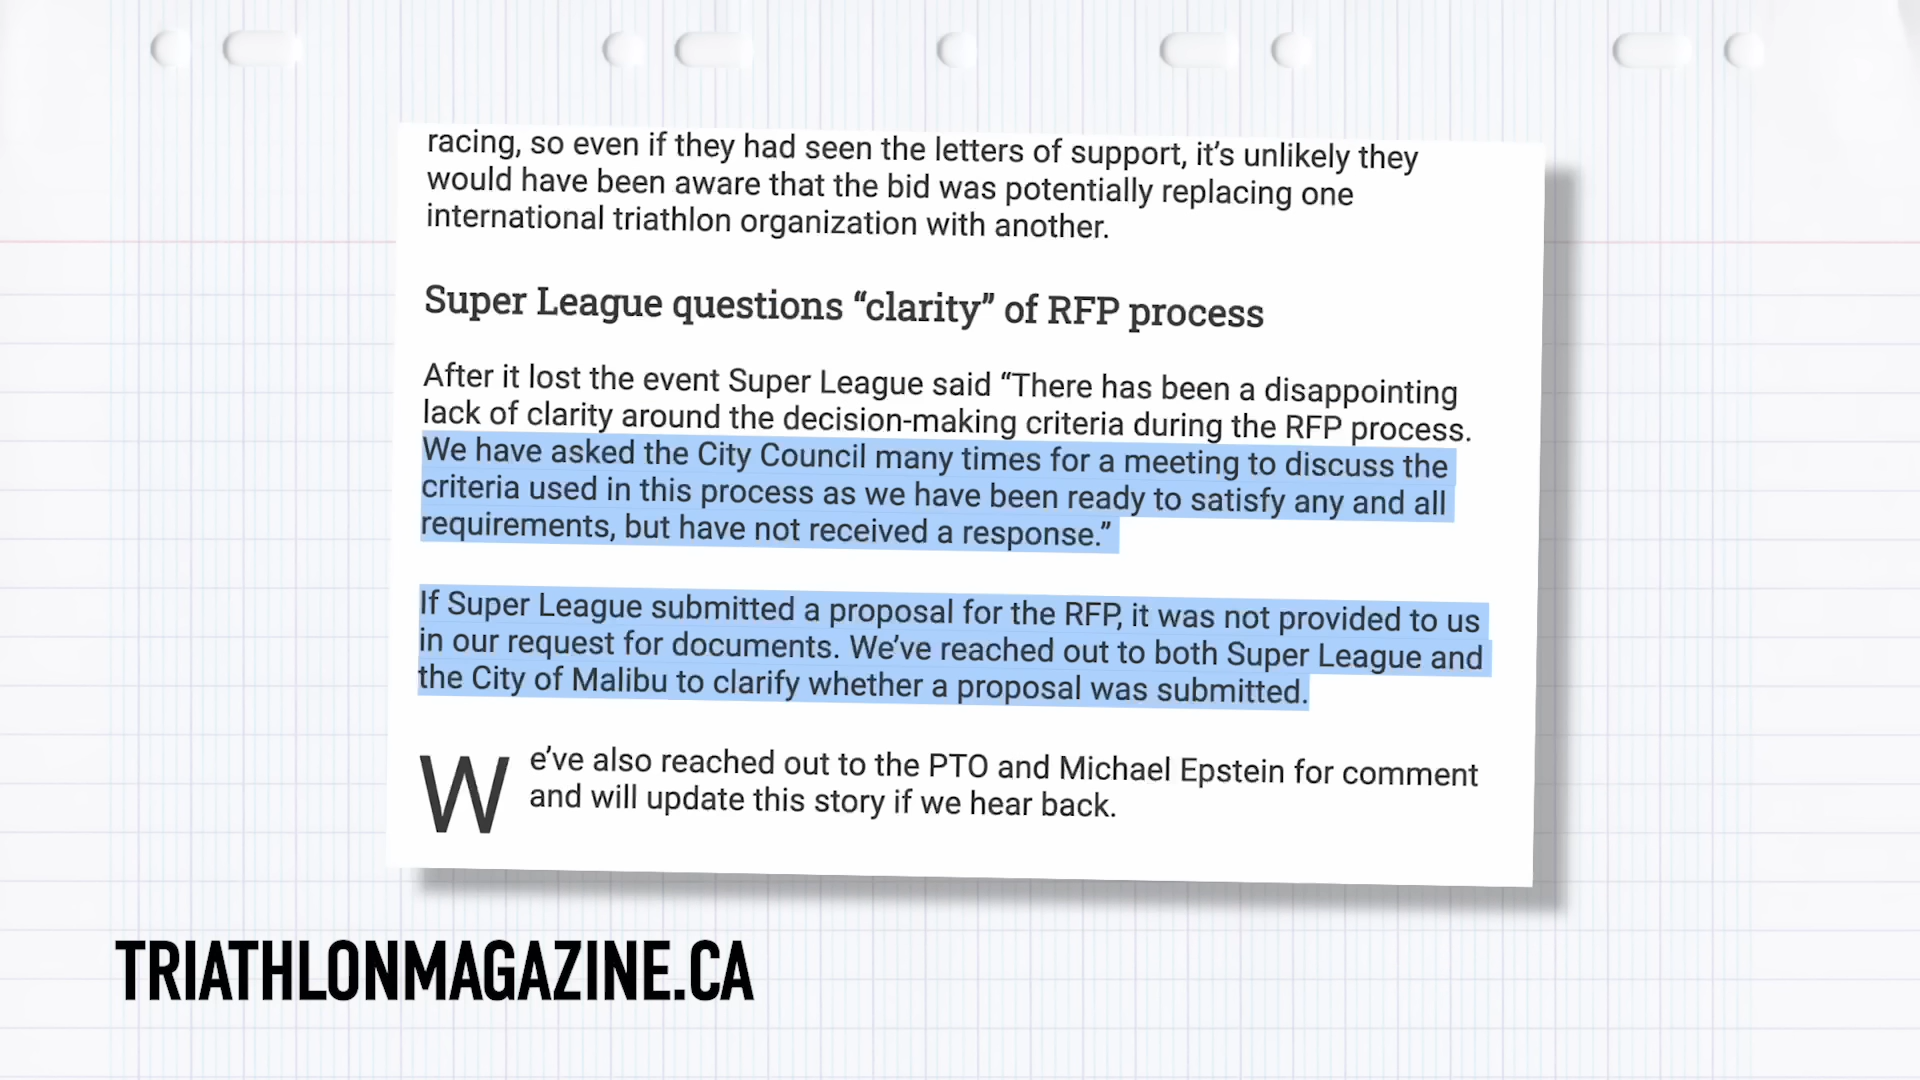 racing, so even if they had seen the letters of support, it’s unlikely they
would have been aware that the bid was potentially replacing one
international triathlon organization with another.
Super League questions “clarity” of RFP process
After it lost the event Super League said “There has been a disappointing
lack of clarity around the decision-making criteria during the RFP process.
We have asked the City Council many times for a meeting to discuss the
criteria used in this process as we have been ready to satisfy any and all
requirements, but have not received a response.”
If Super League submitted a proposal for the RFP, it was not provided to us
in our request for documents. We’ve reached out to both Super League and
the City of Malibu to clarify whether a proposal was submitted.
We’ve also reached out to the PTO and Michael Epstein for comment
and will update this story if we hear back.
TRIATHLONMAGAZINE.CA